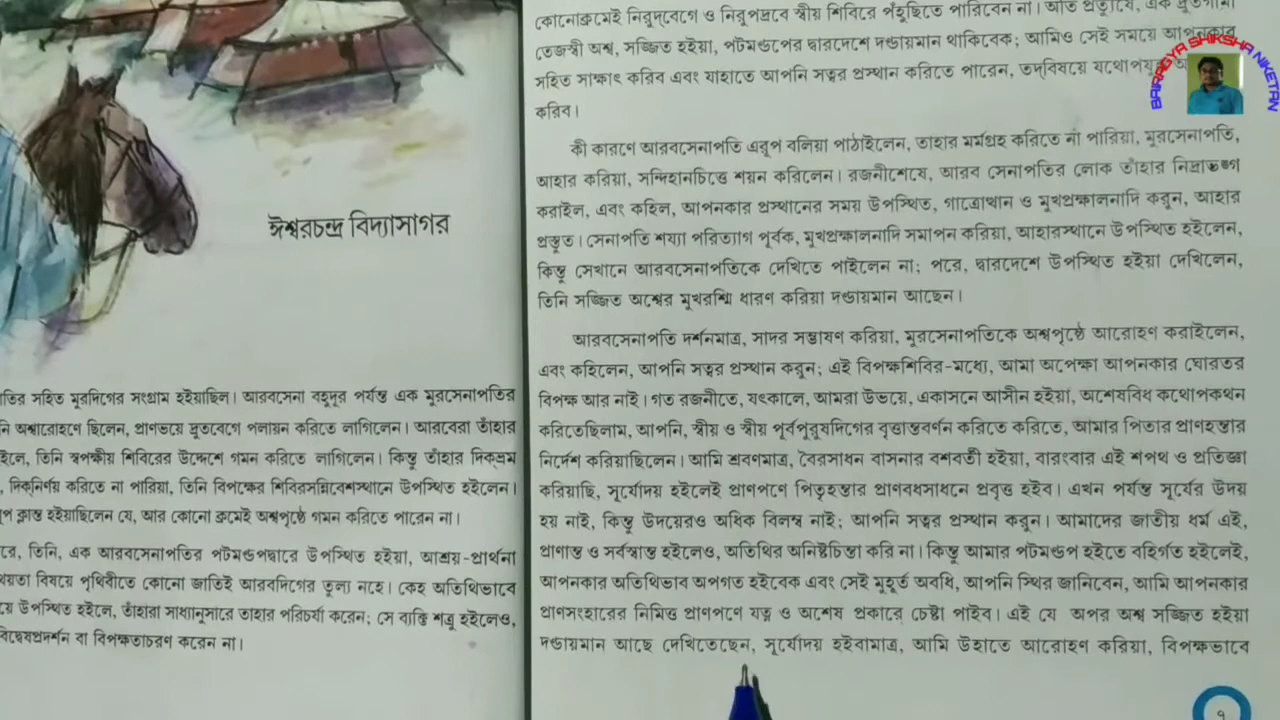 ঈশ্বরচন্দ্র বিদ্যাসাগর
তির সহিত মুরদিগের সংগ্রাম হইয়াছিল। আরবসেনা বহুদূর পর্যন্ত এক মুরসেনাপতির
নি অশ্বারোহণে ছিলেন, প্রাণভয়ে দ্রুতবেগে পলায়ন করিতে লাগিলেন। আরবেরা তাঁহার
ইলে, তিনি স্বপক্ষীয় শিবিরের উদ্দেশে গমন করিতে লাগিলেন। কিন্তু তাঁহার দিক্‌ভ্রম
, দিক্‌নির্ণয় করিতে না পারিয়া, তিনি বিপক্ষের শিবিরসন্নিবেশস্থানে উপস্থিত হইলেন।
ক্লান্ত হইয়াছিলেন যে, আর কোনো ক্রমেই অশ্বপৃষ্ঠে গমন করিতে পারেন না।
রে, তিনি, এক আরবসেনাপতির পটমণ্ডপদ্বারে উপস্থিত হইয়া, আশ্রয়-প্রার্থনা
থেয়তা বিষয়ে পৃথিবীতে কোনো জাতিই আরবদিগের তুল্য নহে। কেহ অতিথিভাবে
য়ে উপস্থিত হইলে, তাঁহারা সাধ্যানুসারে তাহার পরিচর্যা করেন; সে ব্যক্তি শত্রু হইলেও,
বিদ্বেষপ্রদর্শন বা বিপক্ষতাচরণ করেন না।
কোনোক্রমেই নিরুদ্‌বেগে ও নিরুপদ্রবে স্বীয় শিবিরে পঁহুছিতে পারিবেন না। অতি প্রত্যুষে, এক দ্রুতগামী
তেজস্বী অশ্ব, সজ্জিত হইয়া, পটমণ্ডপের দ্বারদেশে দণ্ডায়মান থাকিবেক; আমিও সেই সময়ে আপনকার
সহিত সাক্ষাৎ করিব এবং যাহাতে আপনি সত্বর প্রস্থান করিতে পারেন, তদ্‌বিষয়ে যথোপযুক্ত
করিব।
কী কারণে আরবসেনাপতি এরূপ বলিয়া পাঠাইলেন, তাহার মর্মগ্রহ করিতে না পারিয়া, মুরসেনাপতি,
আহার করিয়া, সন্দিহানচিত্তে শয়ন করিলেন। রজনীশেষে, আরব সেনাপতির লোক তাঁহার নিদ্রাভঙ্গ
করাইল, এবং কহিল, আপনকার প্রস্থানের সময় উপস্থিত, গাত্রোত্থান ও মুখপ্রক্ষালনাদি করুন, আহার
প্রস্তুত। সেনাপতি শয্যা পরিত্যাগ পূর্বক, মুখপ্রক্ষালনাদি সমাপন করিয়া, আহারস্থানে উপস্থিত হইলেন,
কিন্তু সেখানে আরবসেনাপতিকে দেখিতে পাইলেন না; পরে, দ্বারদেশে উপস্থিত হইয়া দেখিলেন,
তিনি সজ্জিত অশ্বের মুখরশ্মি ধারণ করিয়া দণ্ডায়মান আছেন।
আরবসেনাপতি দর্শনমাত্র, সাদর সম্ভাষণ করিয়া, মুরসেনাপতিকে অশ্বপৃষ্ঠে আরোহণ করাইলেন,
এবং কহিলেন, আপনি সত্বর প্রস্থান করুন; এই বিপক্ষশিবির-মধ্যে, আমা অপেক্ষা আপনকার ঘোরতর
বিপক্ষ আর নাই। গত রজনীতে, যৎকালে, আমরা উভয়ে, একাসনে আসীন হইয়া, অশেষবিধ কথোপকথন
করিতেছিলাম, আপনি, স্বীয় ও স্বীয় পূর্বপুরুষদিগের বৃত্তান্তবর্ণন করিতে করিতে, আমার পিতার প্রাণহন্তার
নির্দেশ করিয়াছিলেন। আমি শ্রবণমাত্র, বৈরসাধন বাসনার বশবর্তী হইয়া, বারংবার এই শপথ ও প্রতিজ্ঞা
করিয়াছি, সূর্যোদয় হইলেই প্রাণপণে পিতৃহন্তার প্রাণবধসাধনে প্রবৃত্ত হইব। এখন পর্যন্ত সূর্যের উদয়
হয় নাই, কিন্তু উদয়েরও অধিক বিলম্ব নাই; আপনি সত্বর প্রস্থান করুন। আমাদের জাতীয় ধর্ম এই,
প্রাণান্ত ও সর্বস্বান্ত হইলেও, অতিথির অনিষ্টচিন্তা করি না। কিন্তু আমার পটমণ্ডপ হইতে বহির্গত হইলেই,
আপনকার অতিথিভাব অপগত হইবেক এবং সেই মুহূর্ত অবধি, আপনি স্থির জানিবেন, আমি আপনকার
প্রাণসংহারের নিমিত্ত প্রাণপণে যত্ন ও অশেষ প্রকারে চেষ্টা পাইব। এই যে অপর অশ্ব সজ্জিত হইয়া
দণ্ডায়মান আছে দেখিতেছেন, সূর্যোদয় হইবামাত্র, আমি উহাতে আরোহণ করিয়া, বিপক্ষভাবে
৭
BAIRAGYA SHIKSHA NIKETAN